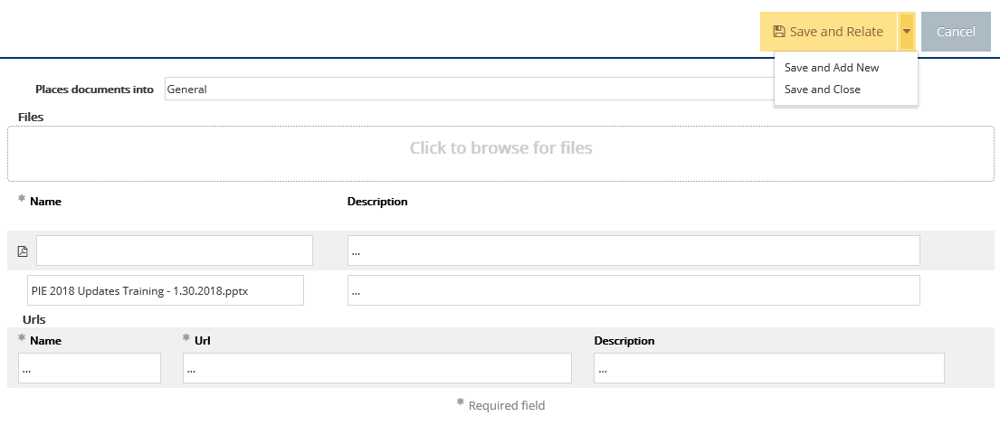 Save and Relate
Cancel
Save and Add New
Save and Close
Places documents into General
Files
Click to browse for files
* Name Description
...
PIE 2018 Updates Training - 1.30.2018.pptx ...
Urls
* Name * Url Description
... ... ...
* Required field